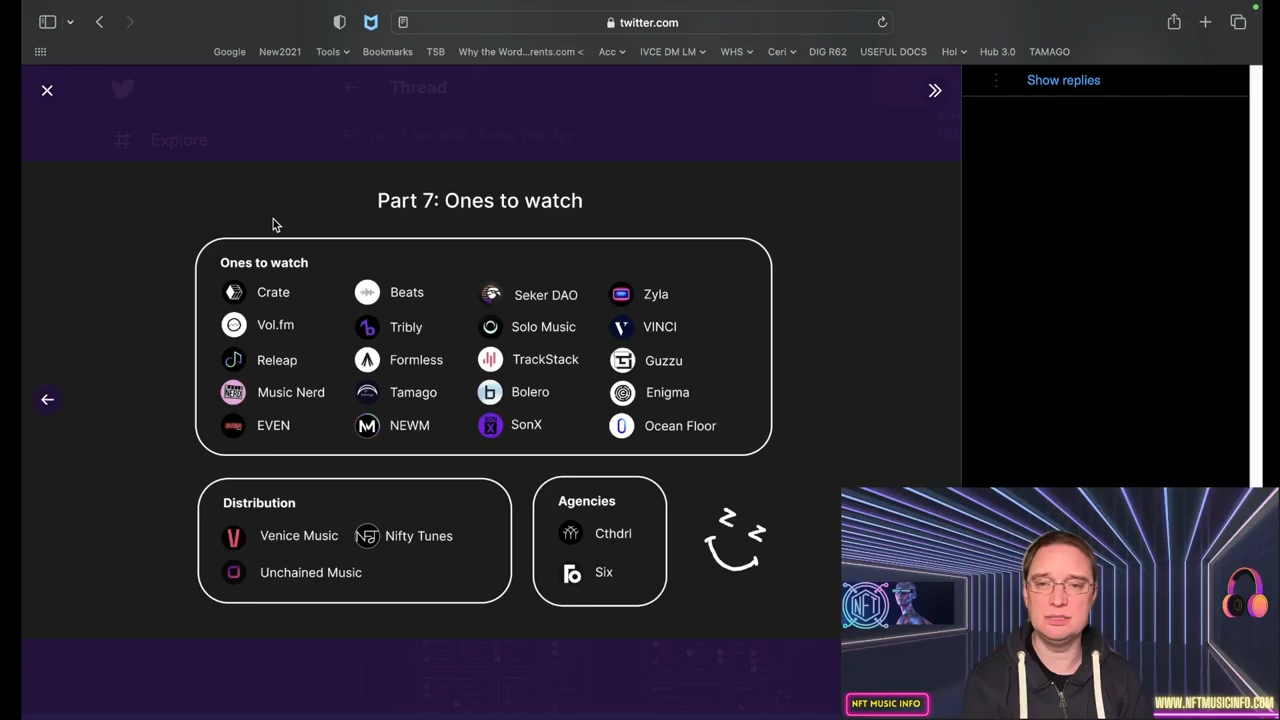 twitter.com
Google New2021 Tools Bookmarks TSB Why the Word...rents.com < Acc IVCE DM LM WHS Ceri DIG R62 USEFUL DOCS Hol Hub 3.0 TAMAGO
Thread
Show replies
Explore
Part 7: Ones to watch
Ones to watch
Crate Beats Seker DAO Zyla
Vol.fm Tribly Solo Music VINCI
Releap Formless TrackStack Guzzu
Music Nerd Tamago Bolero Enigma
EVEN NEWM SonX Ocean Floor
Distribution
Venice Music Nifty Tunes
Unchained Music
Agencies
Cthdrl
Six
z z
NFT
NFT MUSIC INFO
WWW.NFTMUSICINFO.COM